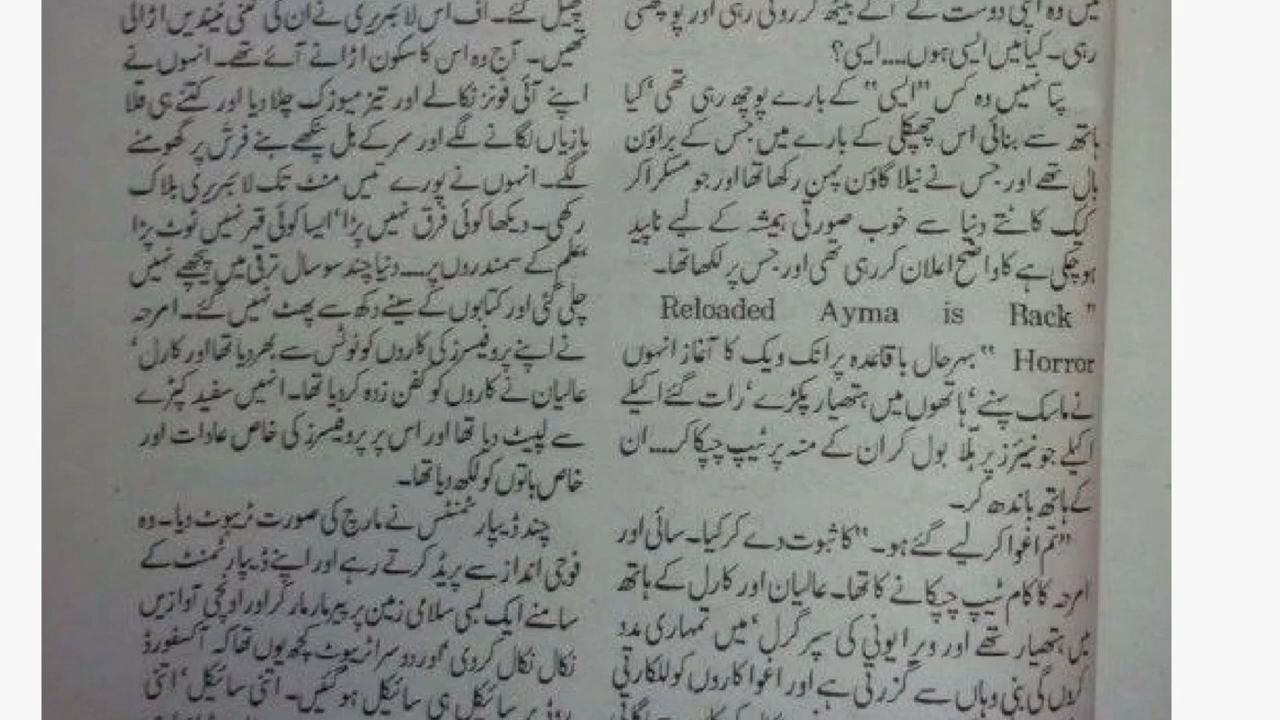 میں وہ اپنی دوست کے آگے بیٹھ کر روتی رہی اور پوچھتی
رہی۔ کیا میں ایسی ہوں.... ایسی؟
پتا نہیں وہ کس "ایسی" کے بارے پوچھ رہی تھی' کیا
ہاتھ سے بنائی اس چھپکلی کے بارے میں جس کے براؤن
بال تھے اور جس نے نیلا گاؤن پہن رکھا تھا اور جو مسکرا کر
کیک کاٹتے دنیا سے خوب صورتی ہمیشہ کے لیے ناپید
ہو چکی ہے کا واضح اعلان کر رہی تھی اور جس پر لکھا تھا۔
Reloaded Ayma is Back "
Horror " بہرحال باقاعدہ پرانک ویک کا آغاز انہوں
نے ماسک پہنے' ہاتھوں میں ہتھیار پکڑے' رات گئے اکیلے
اکیلے جونیئرز پر ہلا بول کر ان کے منہ پر ٹیپ چپکا کر.... ان
کے ہاتھ باندھ کر۔
"تم اغوا کر لیے گئے ہو۔" کا ثبوت دے کر کیا۔ سائی اور
امرحہ کا کام ٹیپ چپکانے کا تھا۔ عالیان اور کارل کے ہاتھ
میں ہتھیار تھے اور ویرا یونی کی سپر گرل' میں تمہاری مدد
کروں گی بنی وہاں سے گزرتی ہے اور اغوا کاروں کو للکارتی
چھیل گئے۔ اف اس لائبریری نے ان کی کتنی نیندیں اڑائی
تھیں۔ آج وہ اس کا سکون اڑانے آئے تھے۔ انہوں نے
اپنے آئی فونز نکالے اور تیز میوزک چلا دیا اور کتنے ہی قلا
بازیاں لگانے لگے اور سر کے بل پنکھے بنے فرش پر گھومنے
لگے۔ انہوں نے پورے تیس منٹ تک لائبریری بلاک
رکھی۔ دیکھا کوئی فرق نہیں پڑا' ایسا کوئی قہر نہیں ٹوٹ پڑا
علم کے سمندروں پر.... دنیا چند سو سال ترقی میں پیچھے نہیں
چلی گئی اور کتابوں کے سینے دکھ سے پھٹ نہیں گئے۔ امرحہ
نے اپنے پروفیسرز کی کاروں کو نوٹس سے بھر دیا تھا اور کارل'
عالیان نے کاروں کو کفن زدہ کر دیا تھا۔ انہیں سفید کپڑے
سے لپیٹ دیا تھا اور اس پر پروفیسرز کی خاص عادات اور
خاص باتوں کو لکھ دیا تھا۔
چند ڈیپارٹمنٹس نے مارچ کی صورت ٹریبوٹ دیا۔ وہ
فوجی انداز سے پریڈ کرتے رہے اور اپنے ڈیپارٹمنٹ کے
سامنے ایک لمبی سلامی زمین پر پیر مار مار کر اور اونچی آوازیں
نکال نکال کر دی' اور دوسرا ٹریبوٹ کچھ یوں تھا کہ آکسفورڈ
روڈ پر سائیکل ہی سائیکل ہو گئیں۔ اتنی سائیکل' اتنی